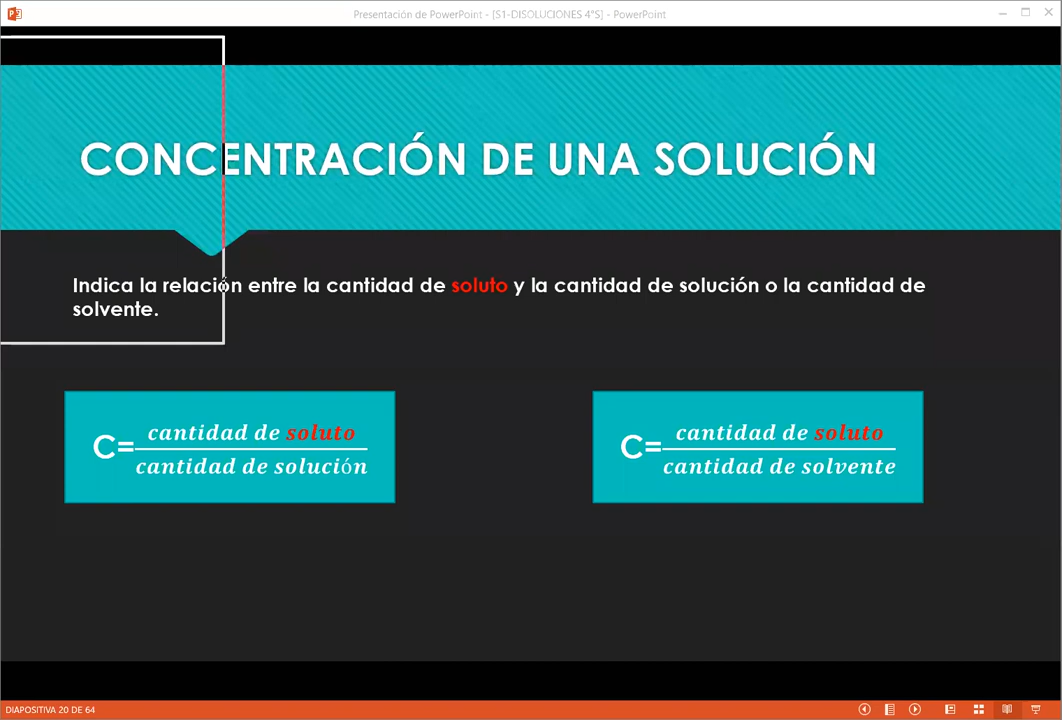 Presentación de PowerPoint - [S1-DISOLUCIONES 4°S] - PowerPoint
CONCENTRACIÓN DE UNA SOLUCIÓN
Indica la relación entre la cantidad de soluto y la cantidad de solución o la cantidad de
solvente.
C= cantidad de soluto
cantidad de solución
C= cantidad de soluto
cantidad de solvente
DIAPOSITIVA 20 DE 64